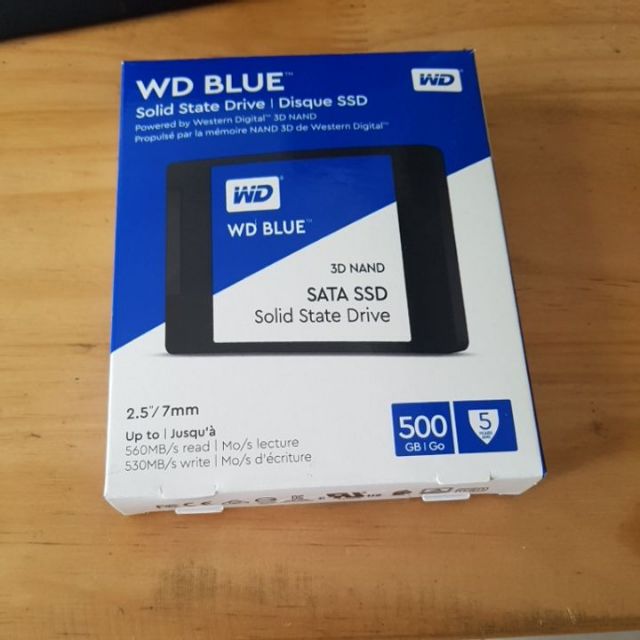 WD BLUE™
WD
Solid State Drive | Disque SSD
Powered by Western Digital™ 3D NAND
Propulsé par la mémoire NAND 3D de Western Digital™
WD
WD BLUE™
3D NAND
SATA SSD
Solid State Drive
2.5"/7mm
Up to | Jusqu'à
560MB/s read | Mo/s lecture
530MB/s write | Mo/s d'écriture
500
GB | Go
5